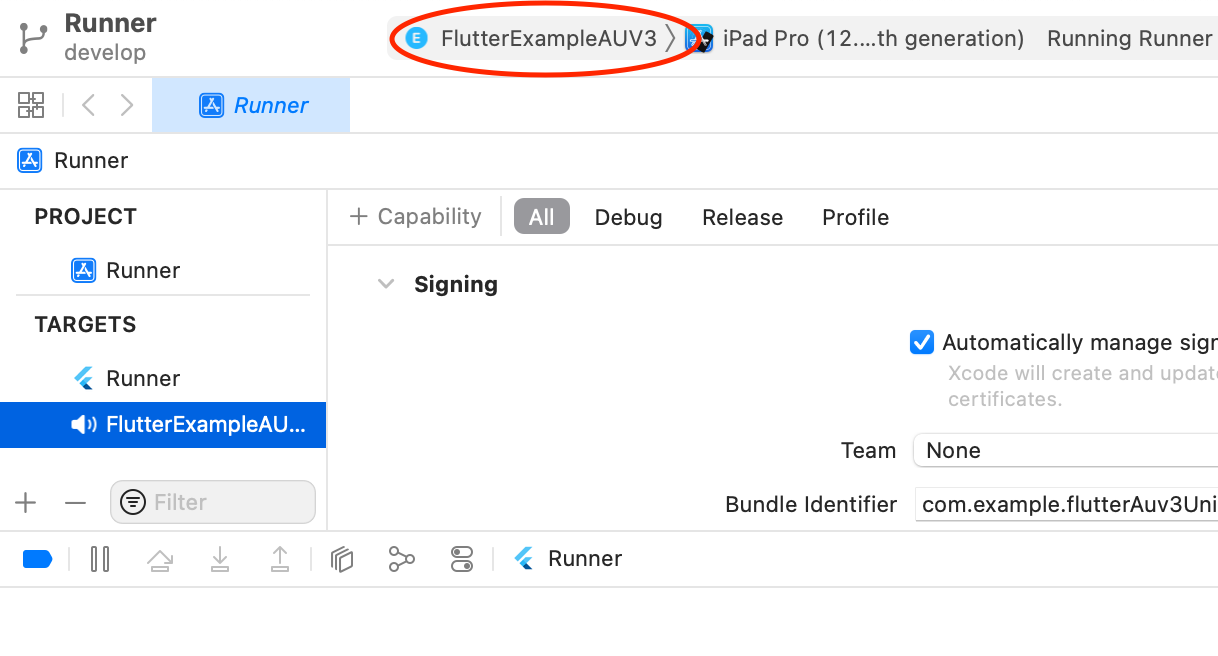 Runner
develop
E FlutterExampleAUV3 iPad Pro (12....th generation) Running Runner
Runner
Runner
PROJECT
Runner
TARGETS
Runner
FlutterExampleAU...
Filter
+ Capability All Debug Release Profile
Signing
Automatically manage sign
Xcode will create and update
certificates.
Team None
Bundle Identifier com.example.flutterAuv3Uni
Runner